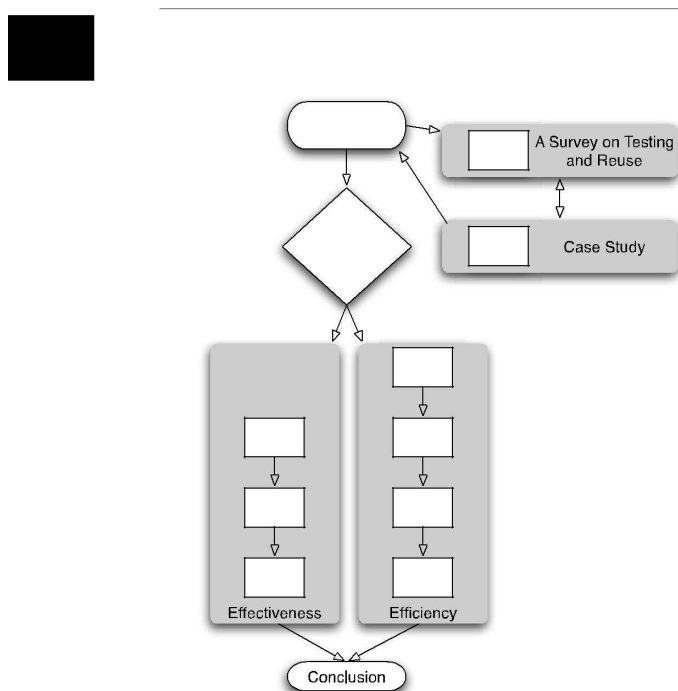 A Survey on Testing
and Reuse
Case Study
Effectiveness
Efficiency
Conclusion